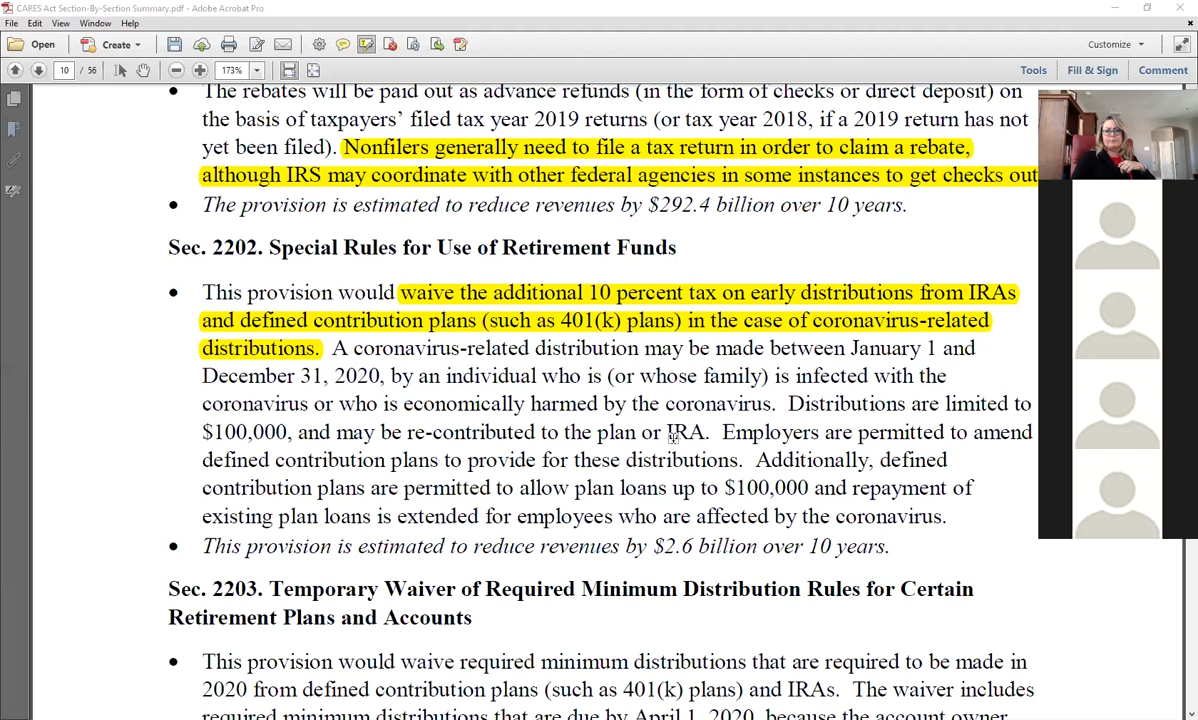 CARES Act Section-By-Section Summary.pdf - Adobe Acrobat Pro
File Edit View Window Help
Open Create Customize
10 / 56 173% Tools Fill & Sign Comment
• The rebates will be paid out as advance refunds (in the form of checks or direct deposit) on
the basis of taxpayers’ filed tax year 2019 returns (or tax year 2018, if a 2019 return has not
yet been filed). Nonfilers generally need to file a tax return in order to claim a rebate,
although IRS may coordinate with other federal agencies in some instances to get checks out
• The provision is estimated to reduce revenues by $292.4 billion over 10 years.
Sec. 2202. Special Rules for Use of Retirement Funds
• This provision would waive the additional 10 percent tax on early distributions from IRAs
and defined contribution plans (such as 401(k) plans) in the case of coronavirus-related
distributions. A coronavirus-related distribution may be made between January 1 and
December 31, 2020, by an individual who is (or whose family) is infected with the
coronavirus or who is economically harmed by the coronavirus. Distributions are limited to
$100,000, and may be re-contributed to the plan or IRA. Employers are permitted to amend
defined contribution plans to provide for these distributions. Additionally, defined
contribution plans are permitted to allow plan loans up to $100,000 and repayment of
existing plan loans is extended for employees who are affected by the coronavirus.
• This provision is estimated to reduce revenues by $2.6 billion over 10 years.
Sec. 2203. Temporary Waiver of Required Minimum Distribution Rules for Certain
Retirement Plans and Accounts
• This provision would waive required minimum distributions that are required to be made in
2020 from defined contribution plans (such as 401(k) plans) and IRAs. The waiver includes
required minimum distributions that are due by April 1, 2020, because the account owner